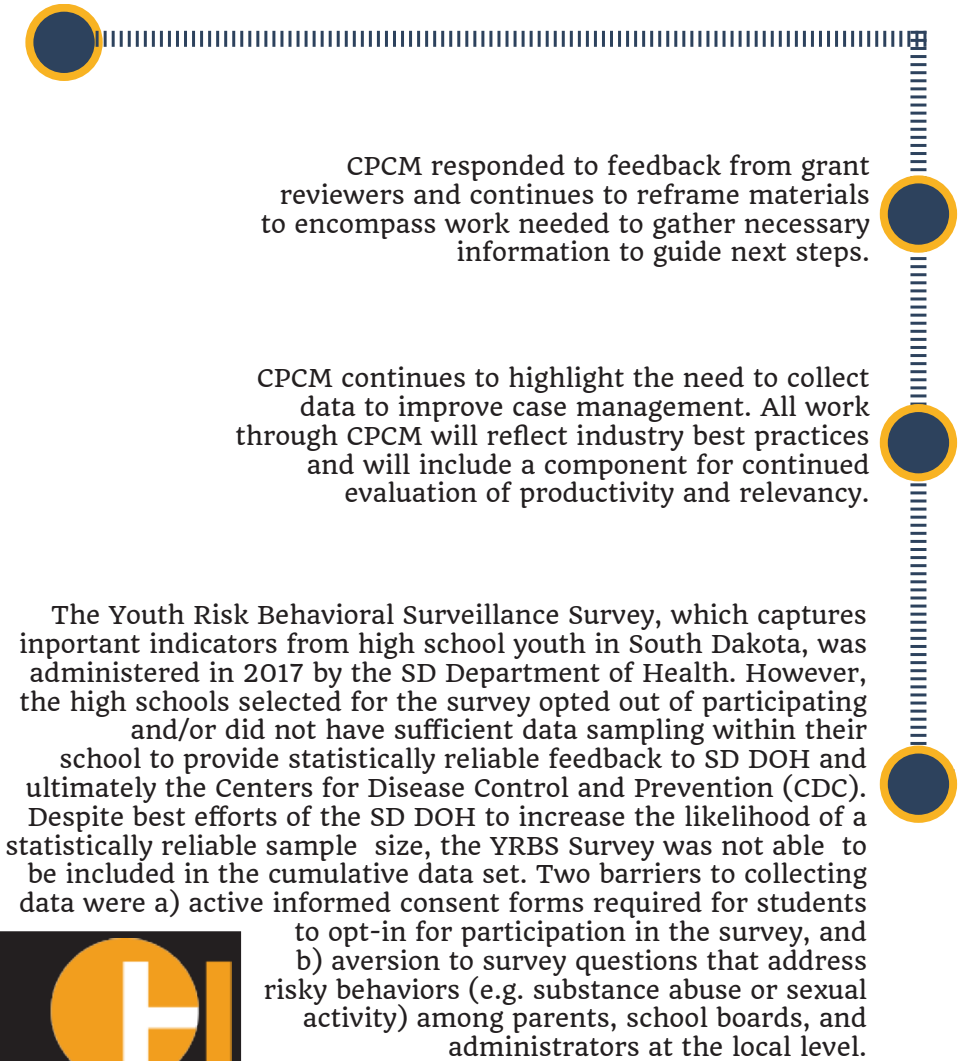 CPCM responded to feedback from grant
reviewers and continues to reframe materials
to encompass work needed to gather necessary
information to guide next steps.
CPCM continues to highlight the need to collect
data to improve case management. All work
through CPCM will reflect industry best practices
and will include a component for continued
evaluation of productivity and relevancy.
The Youth Risk Behavioral Surveillance Survey, which captures
inportant indicators from high school youth in South Dakota, was
administered in 2017 by the SD Department of Health. However,
the high schools selected for the survey opted out of participating
and/or did not have sufficient data sampling within their
school to provide statistically reliable feedback to SD DOH and
ultimately the Centers for Disease Control and Prevention (CDC).
Despite best efforts of the SD DOH to increase the likelihood of a
statistically reliable sample size, the YRBS Survey was not able to
be included in the cumulative data set. Two barriers to collecting
data were a) active informed consent forms required for students
to opt-in for participation in the survey, and
b) aversion to survey questions that address
risky behaviors (e.g. substance abuse or sexual
activity) among parents, school boards, and
administrators at the local level.